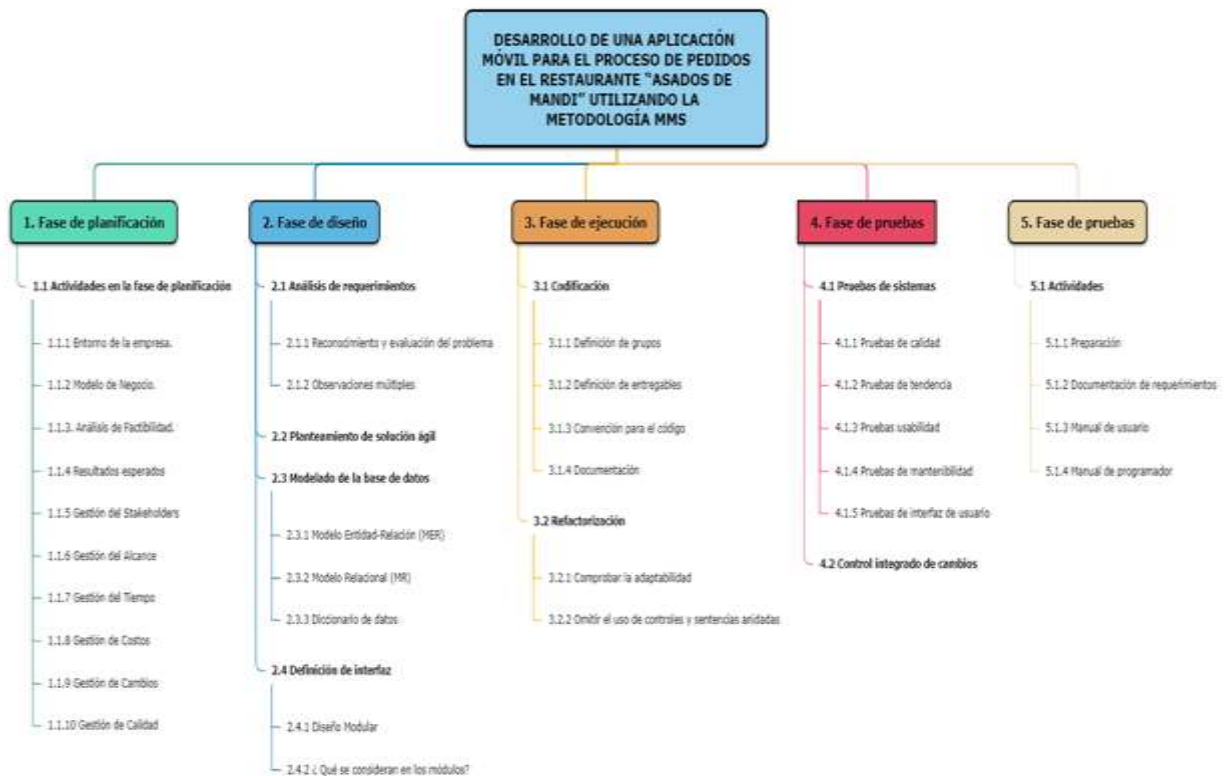 DESARROLLO DE UNA APLICACIÓN
MÓVIL PARA EL PROCESO DE PEDIDOS
EN EL RESTAURANTE "ASADOS DE
MANDI" UTILIZANDO LA
METODOLOGÍA MMS
1. Fase de planificación
1.1 Actividades en la fase de planificación
1.1.1 Entorno de la empresa.
1.1.2 Modelo de Negocio.
1.1.3. Análisis de Factibilidad.
1.1.4 Resultados esperados
1.1.5 Gestión del Stakeholders
1.1.6 Gestión del Alcance
1.1.7 Gestión del Tiempo
1.1.8 Gestión de Costos
1.1.9 Gestión de Cambios
1.1.10 Gestión de Calidad
2. Fase de diseño
2.1 Análisis de requerimientos
2.1.1 Reconocimiento y evaluación del problema
2.1.2 Observaciones múltiples
2.2 Planteamiento de solución ágil
2.3 Modelado de la base de datos
2.3.1 Modelo Entidad-Relación (MER)
2.3.2 Modelo Relacional (MR)
2.3.3 Diccionario de datos
2.4 Definición de interfaz
2.4.1 Diseño Modular
2.4.2 ¿ Qué se consideran en los módulos?
3. Fase de ejecución
3.1 Codificación
3.1.1 Definición de grupos
3.1.2 Definición de entregables
3.1.3 Convención para el código
3.1.4 Documentación
3.2 Refactorización
3.2.1 Comprobar la adaptabilidad
3.2.2 Omitir el uso de controles y sentencias anidadas
4. Fase de pruebas
4.1 Pruebas de sistemas
4.1.1 Pruebas de calidad
4.1.2 Pruebas de tendencia
4.1.3 Pruebas usabilidad
4.1.4 Pruebas de mantenibilidad
4.1.5 Pruebas de interfaz de usuario
4.2 Control integrado de cambios
5. Fase de pruebas
5.1 Actividades
5.1.1 Preparación
5.1.2 Documentación de requerimientos
5.1.3 Manual de usuario
5.1.4 Manual de programador